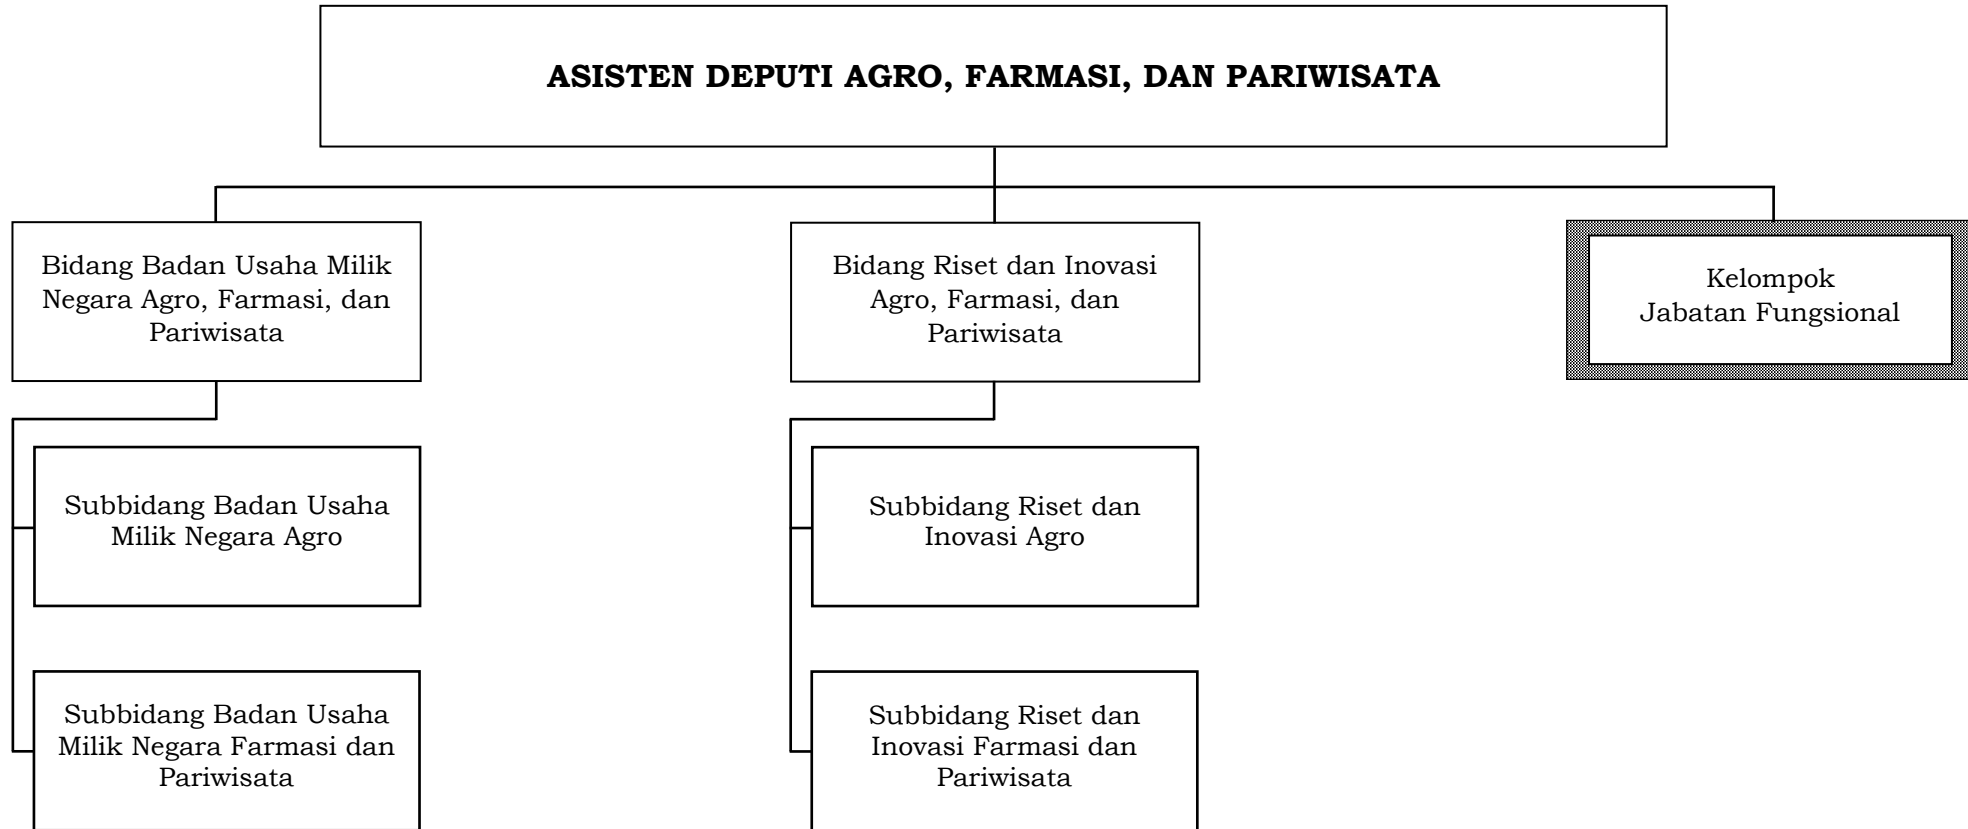 ASISTEN DEPUTI AGRO, FARMASI, DAN PARIWISATA
Bidang Badan Usaha Milik
Negara Agro, Farmasi, dan
Pariwisata
Bidang Riset dan Inovasi
Agro, Farmasi, dan
Pariwisata
Kelompok
Jabatan Fungsional
Subbidang Badan Usaha
Milik Negara Agro
Subbidang Riset dan
Inovasi Agro
Subbidang Badan Usaha
Milik Negara Farmasi dan
Pariwisata
Subbidang Riset dan
Inovasi Farmasi dan
Pariwisata